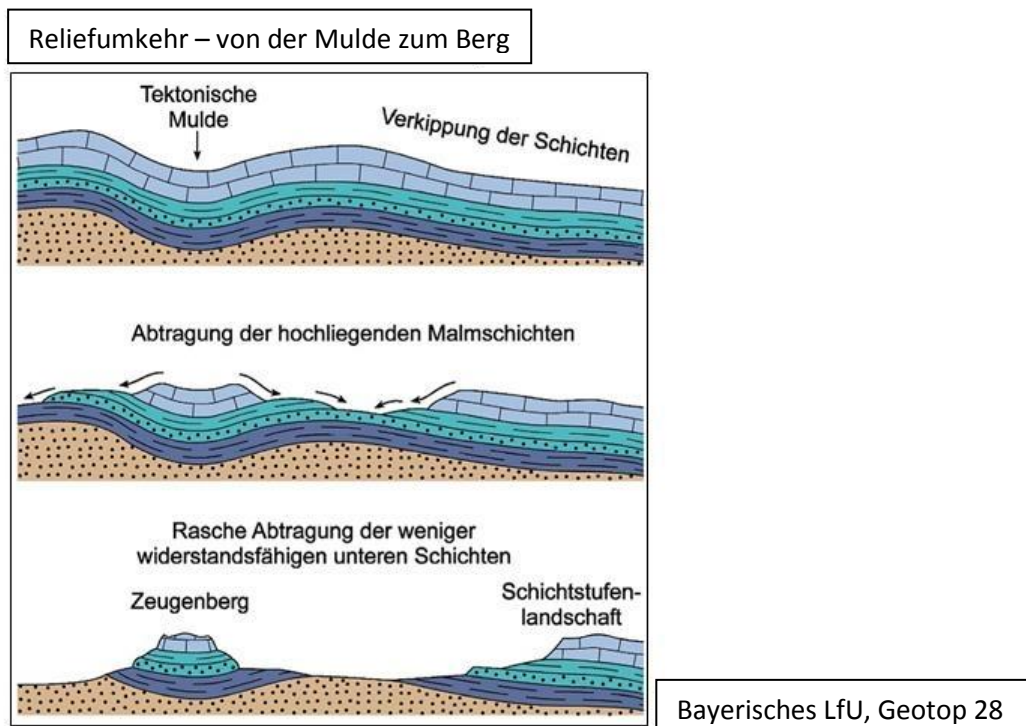 Reliefumkehr – von der Mulde zum Berg
Tektonische
Mulde
Verkippung der Schichten
Abtragung der hochliegenden Malmschichten
Rasche Abtragung der weniger
widerstandsfähigen unteren Schichten
Zeugenberg
Schichtstufen-
landschaft
Bayerisches LfU, Geotop 28